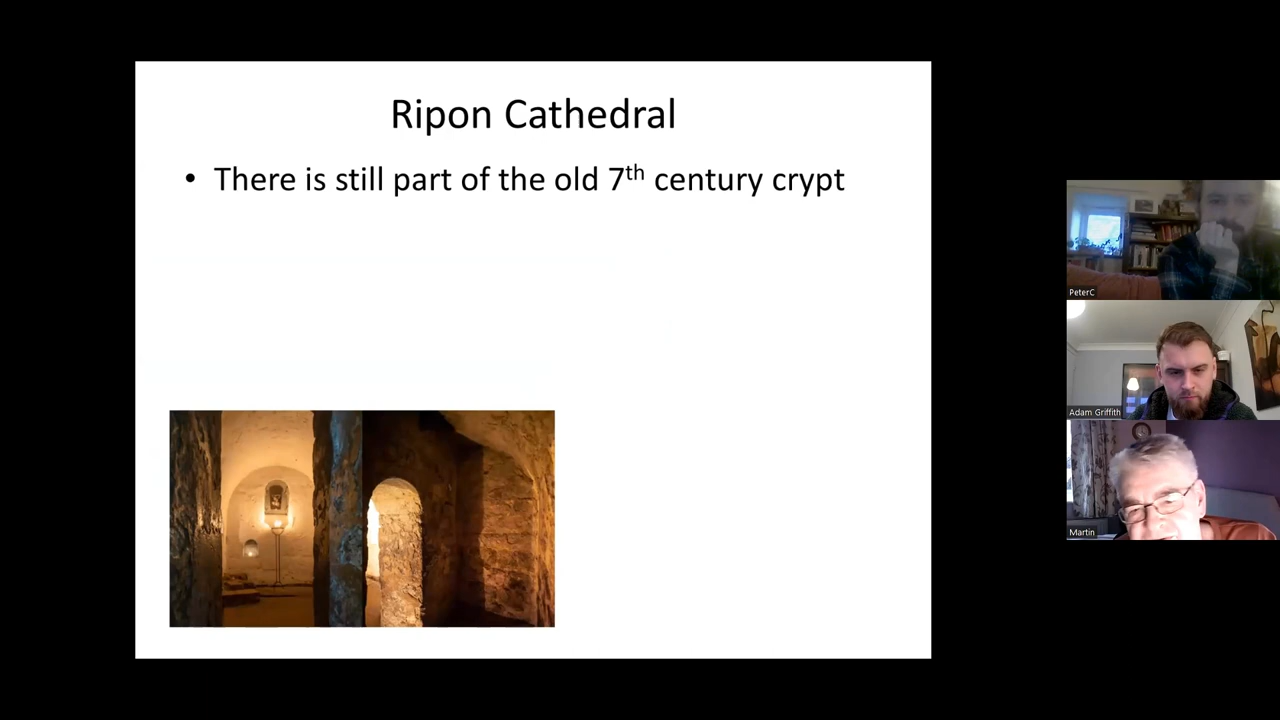 Ripon Cathedral
• There is still part of the old 7th century crypt
PeterC
Adam Griffith
Martin